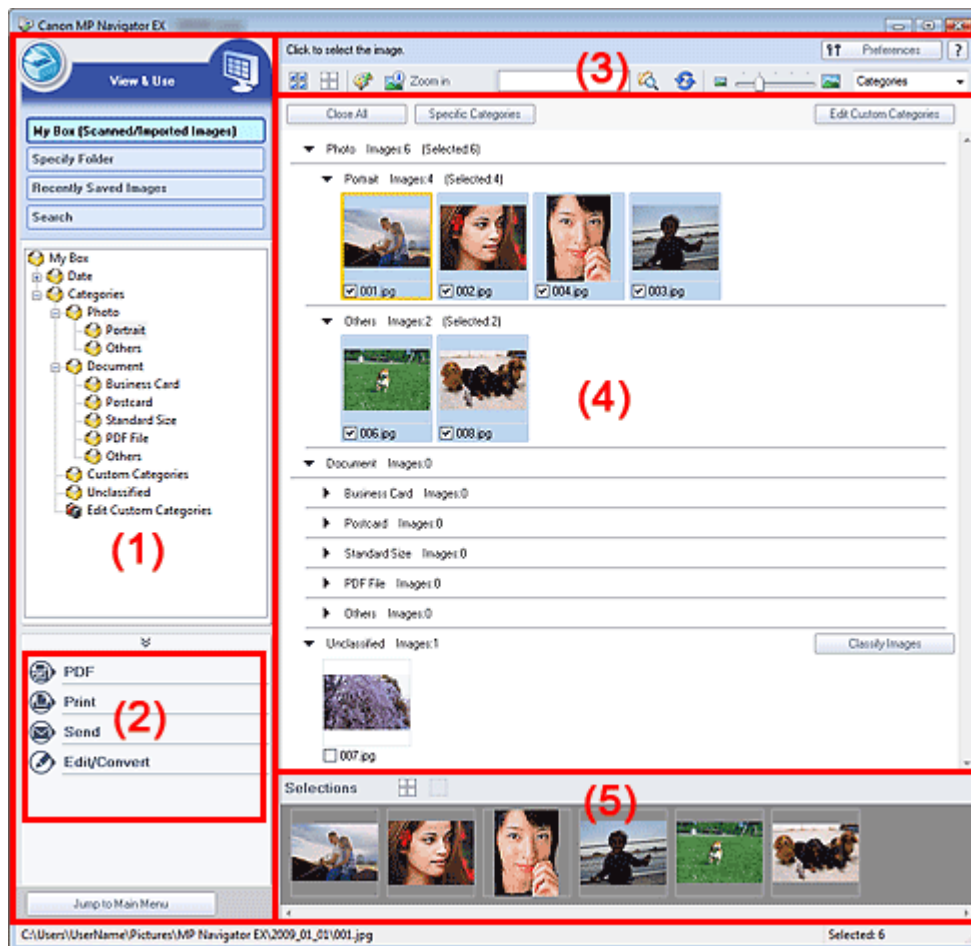 Canon MP Navigator EX
View & Use
My Box (Scanned/Imported Images)
Specify Folder
Recently Saved Images
Search
My Box
Date
Categories
Photo
Portrait
Others
Document
Business Card
Postcard
Standard Size
PDF File
Others
Custom Categories
Unclassified
Edit Custom Categories
(1)
PDF
Print
Send
Edit/Convert
(2)
Jump to Main Menu
Click to select the image.
Preferences
?
Zoom in
(3)
Categories
Close All
Specific Categories
Edit Custom Categories
Photo Images:6 (Selected:6)
Portrait Images:4 (Selected:4)
001.jpg
002.jpg
004.jpg
003.jpg
Others Images:2 (Selected:2)
006.jpg
008.jpg
(4)
Document Images:0
Business Card Images:0
Postcard Images:0
Standard Size Images:0
PDF File Images:0
Others Images:0
Unclassified Images:1
Classify Images
007.jpg
Selections
(5)
C:\Users\UserName\Pictures\MP Navigator EX\2009_01_01\001.jpg
Selected: 6